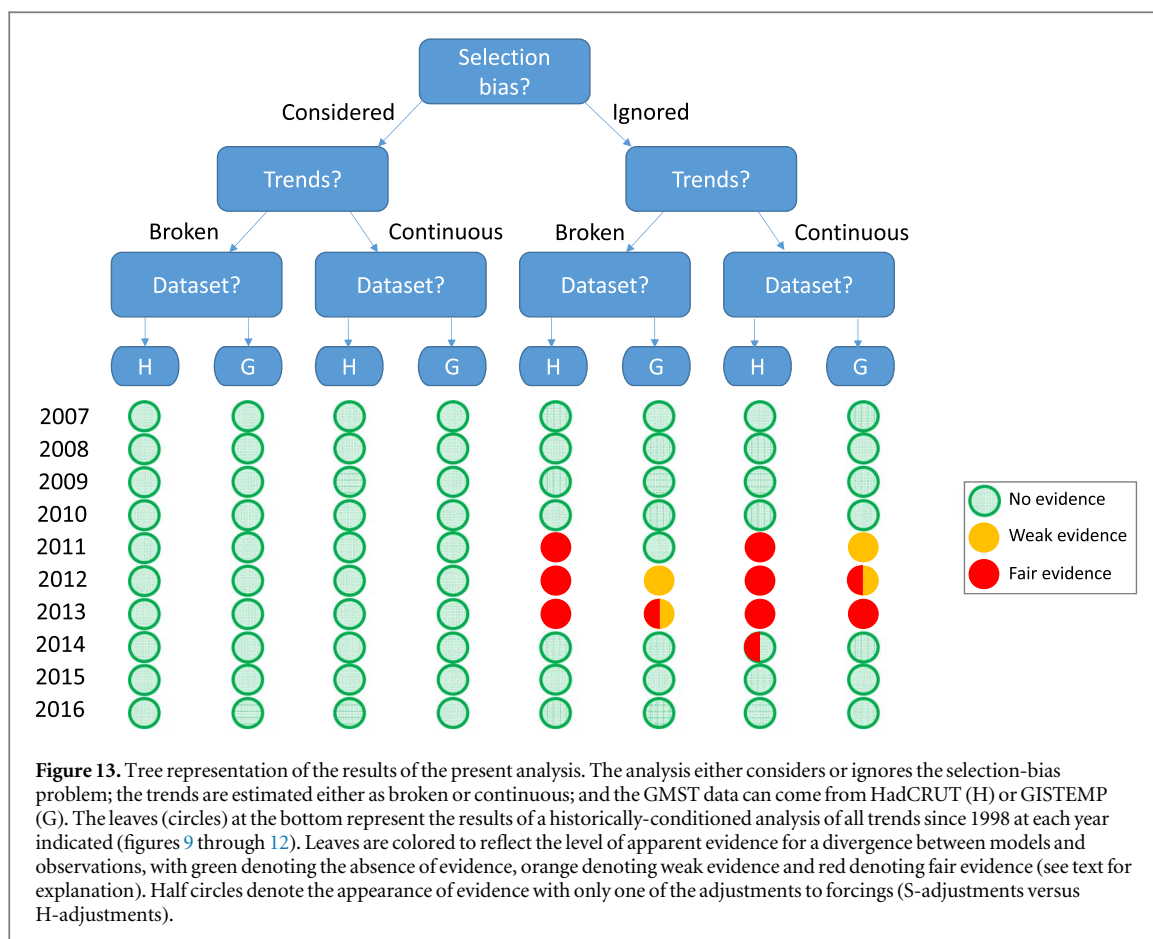 Selection
bias?
Considered
Ignored
Trends?
Trends?
Broken
Continuous
Broken
Continuous
Dataset?
Dataset?
Dataset?
Dataset?
H
G
H
G
H
G
H
G
2007
2008
2009
2010
2011
2012
2013
2014
2015
2016
No evidence
Weak evidence
Fair evidence
Figure 13. Tree representation of the results of the present analysis. The analysis either considers or ignores the selection-bias
problem; the trends are estimated either as broken or continuous; and the GMST data can come from HadCRUT (H) or GISTEMP
(G). The leaves (circles) at the bottom represent the results of a historically-conditioned analysis of all trends since 1998 at each year
indicated (figures 9 through 12). Leaves are colored to reflect the level of apparent evidence for a divergence between models and
observations, with green denoting the absence of evidence, orange denoting weak evidence and red denoting fair evidence (see text for
explanation). Half circles denote the appearance of evidence with only one of the adjustments to forcings (S-adjustments versus
H-adjustments).